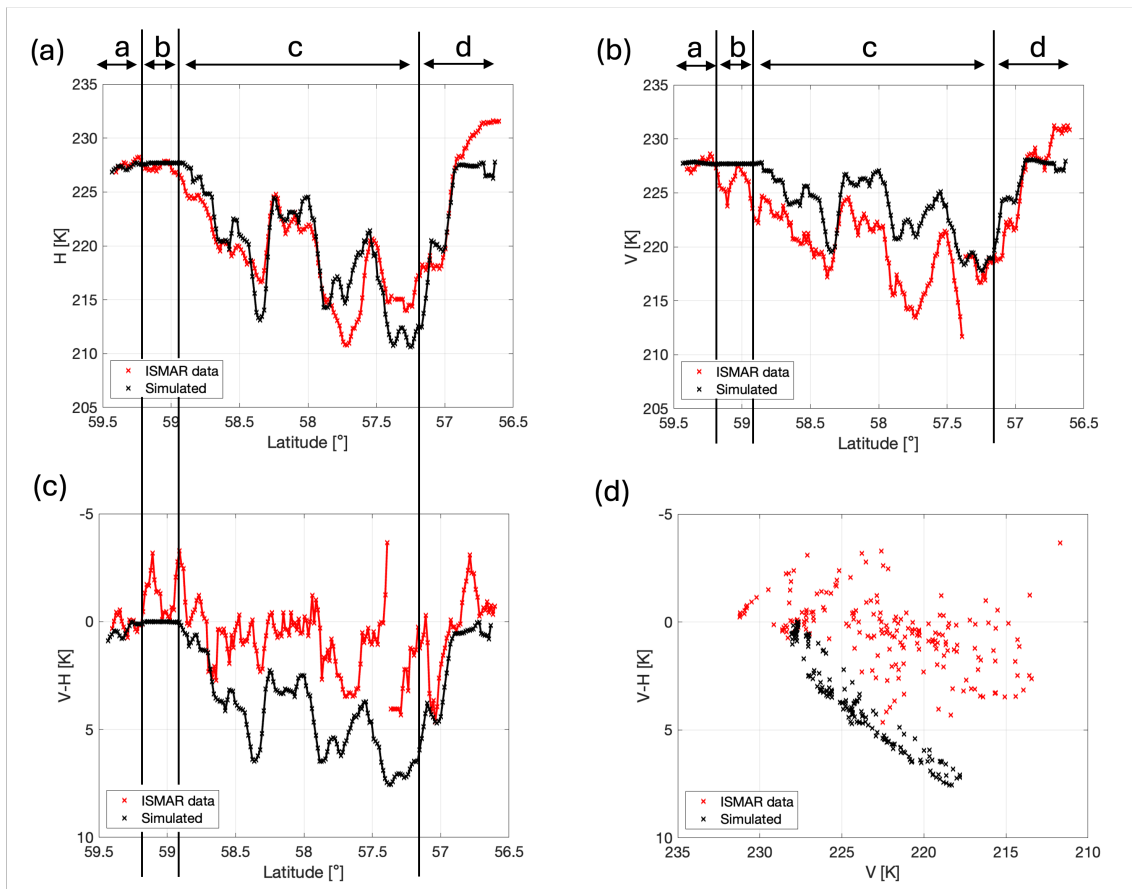 (a)
a b c d
H [K]
235
230
225
220
215
210
205
59.5 59 58.5 58 57.5 57 56.5
Latitude [°]
ISMAR data
Simulated
(b)
a b c d
V [K]
235
230
225
220
215
210
205
59.5 59 58.5 58 57.5 57 56.5
Latitude [°]
ISMAR data
Simulated
(c)
V-H [K]
-5
0
5
10
59.5 59 58.5 58 57.5 57 56.5
Latitude [°]
ISMAR data
Simulated
(d)
V-H [K]
-5
0
5
10
235 230 225 220 215 210
V [K]
ISMAR data
Simulated